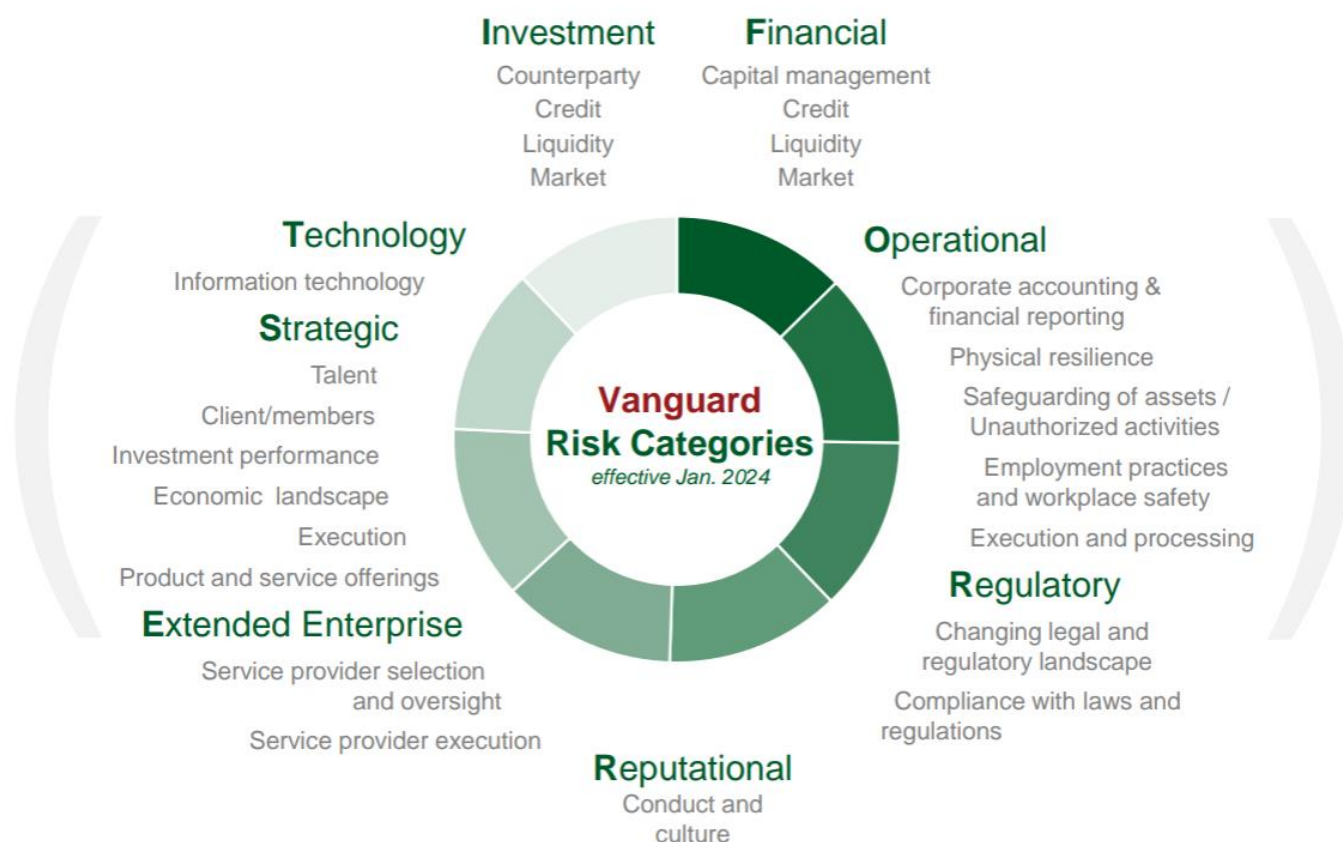 Investment
Counterparty
Credit
Liquidity
Market
Financial
Capital management
Credit
Liquidity
Market
Operational
Corporate accounting &
financial reporting
Physical resilience
Safeguarding of assets /
Unauthorized activities
Employment practices
and workplace safety
Execution and processing
Regulatory
Changing legal and
regulatory landscape
Compliance with laws and
regulations
Reputational
Conduct and
culture
Extended Enterprise
Service provider selection
and oversight
Service provider execution
Strategic
Talent
Client/members
Investment performance
Economic landscape
Execution
Product and service offerings
Technology
Information technology
Vanguard
Risk Categories
effective Jan. 2024